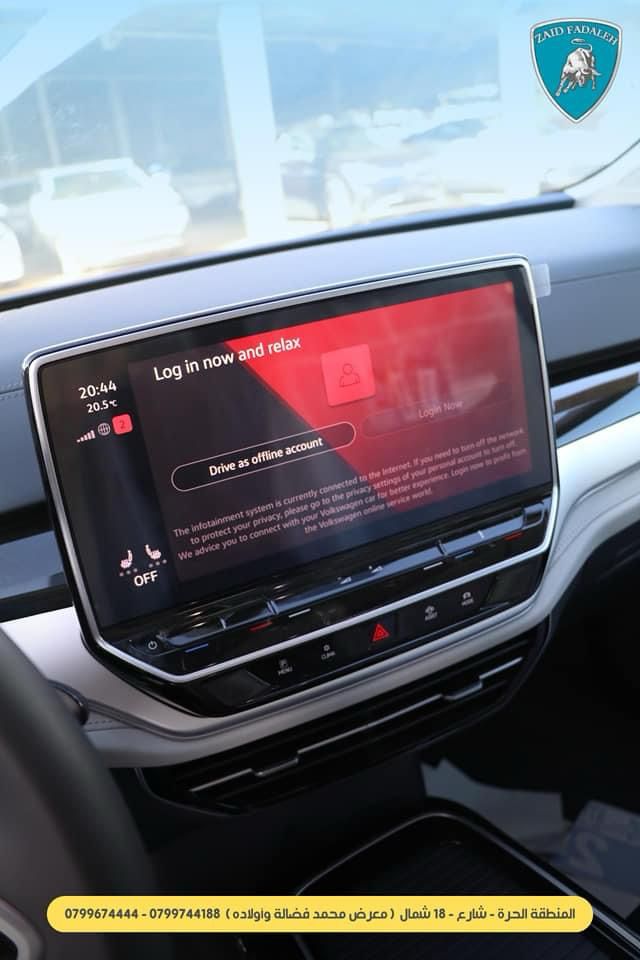 ZAID FADALEH
Log in now and relax
20:44
20.5°C
2
Login Now
Drive as offline account
The infotainment system is currently connected to the Internet. If you need to turn off the network
to protect your privacy, please go to the privacy settings of your personal account to turn off.
We advice you to connect with your Volkswagen car for better experience. Login now to profit from
the Volkswagen online service world.
OFF
MENU
CLIMA
ASSIST
MODE
المنطقة الحرة - شارع - 18 شمال ( معرض محمد فضالة واولاده ) 0799744188 - 0799674444